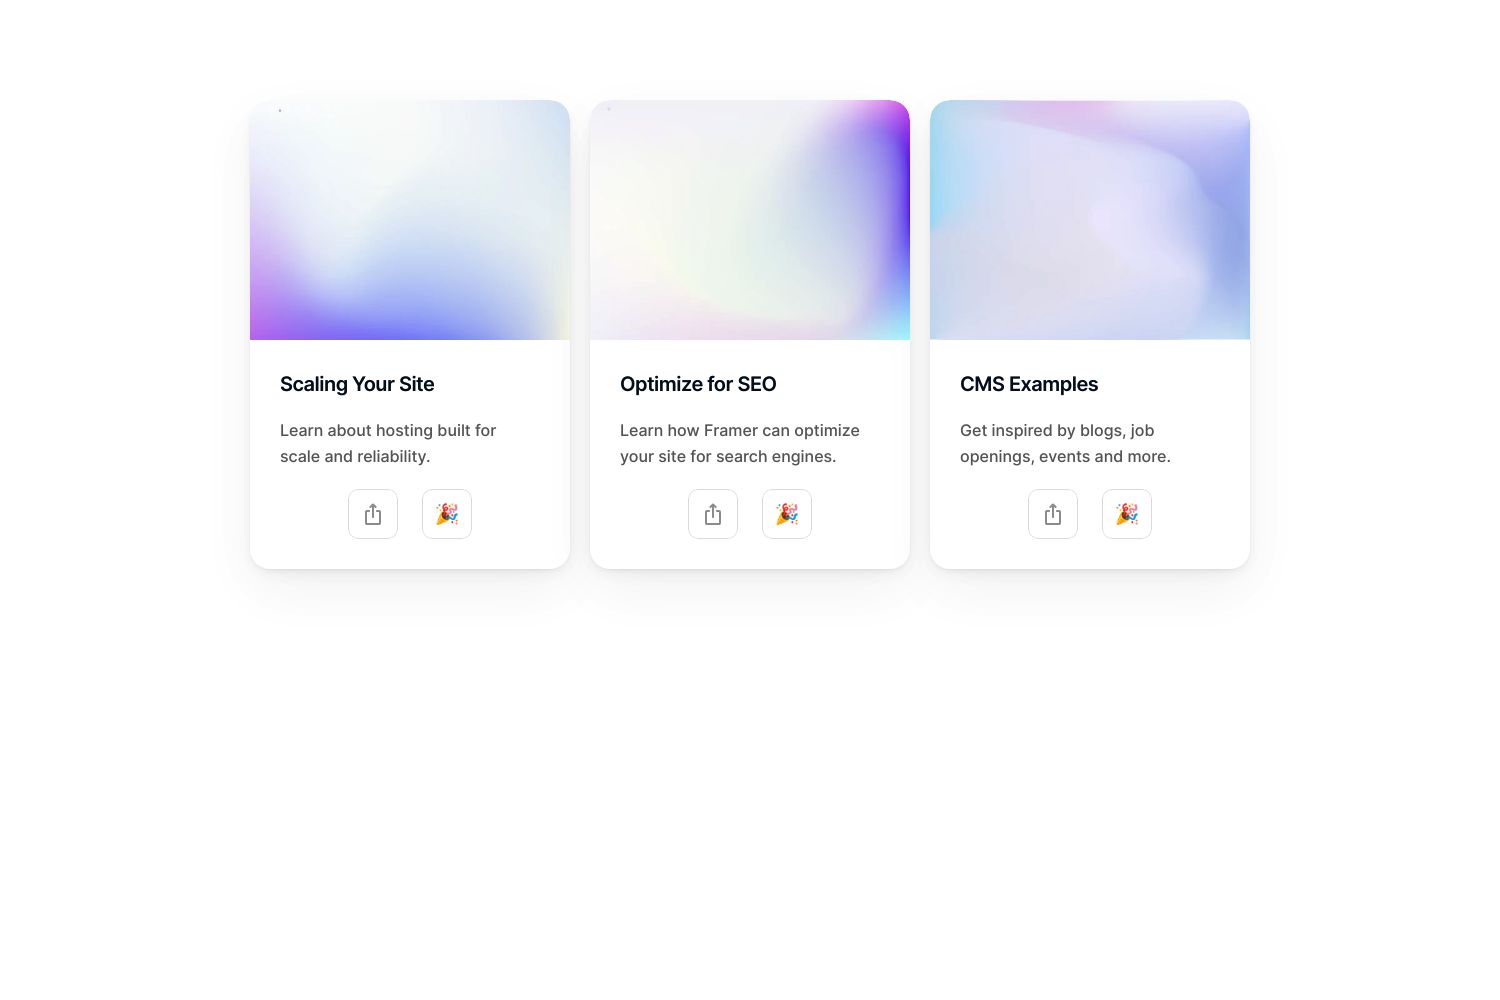 Scaling Your Site
Learn about hosting built for
scale and reliability.
Optimize for SEO
Learn how Framer can optimize
your site for search engines.
CMS Examples
Get inspired by blogs, job
openings, events and more.